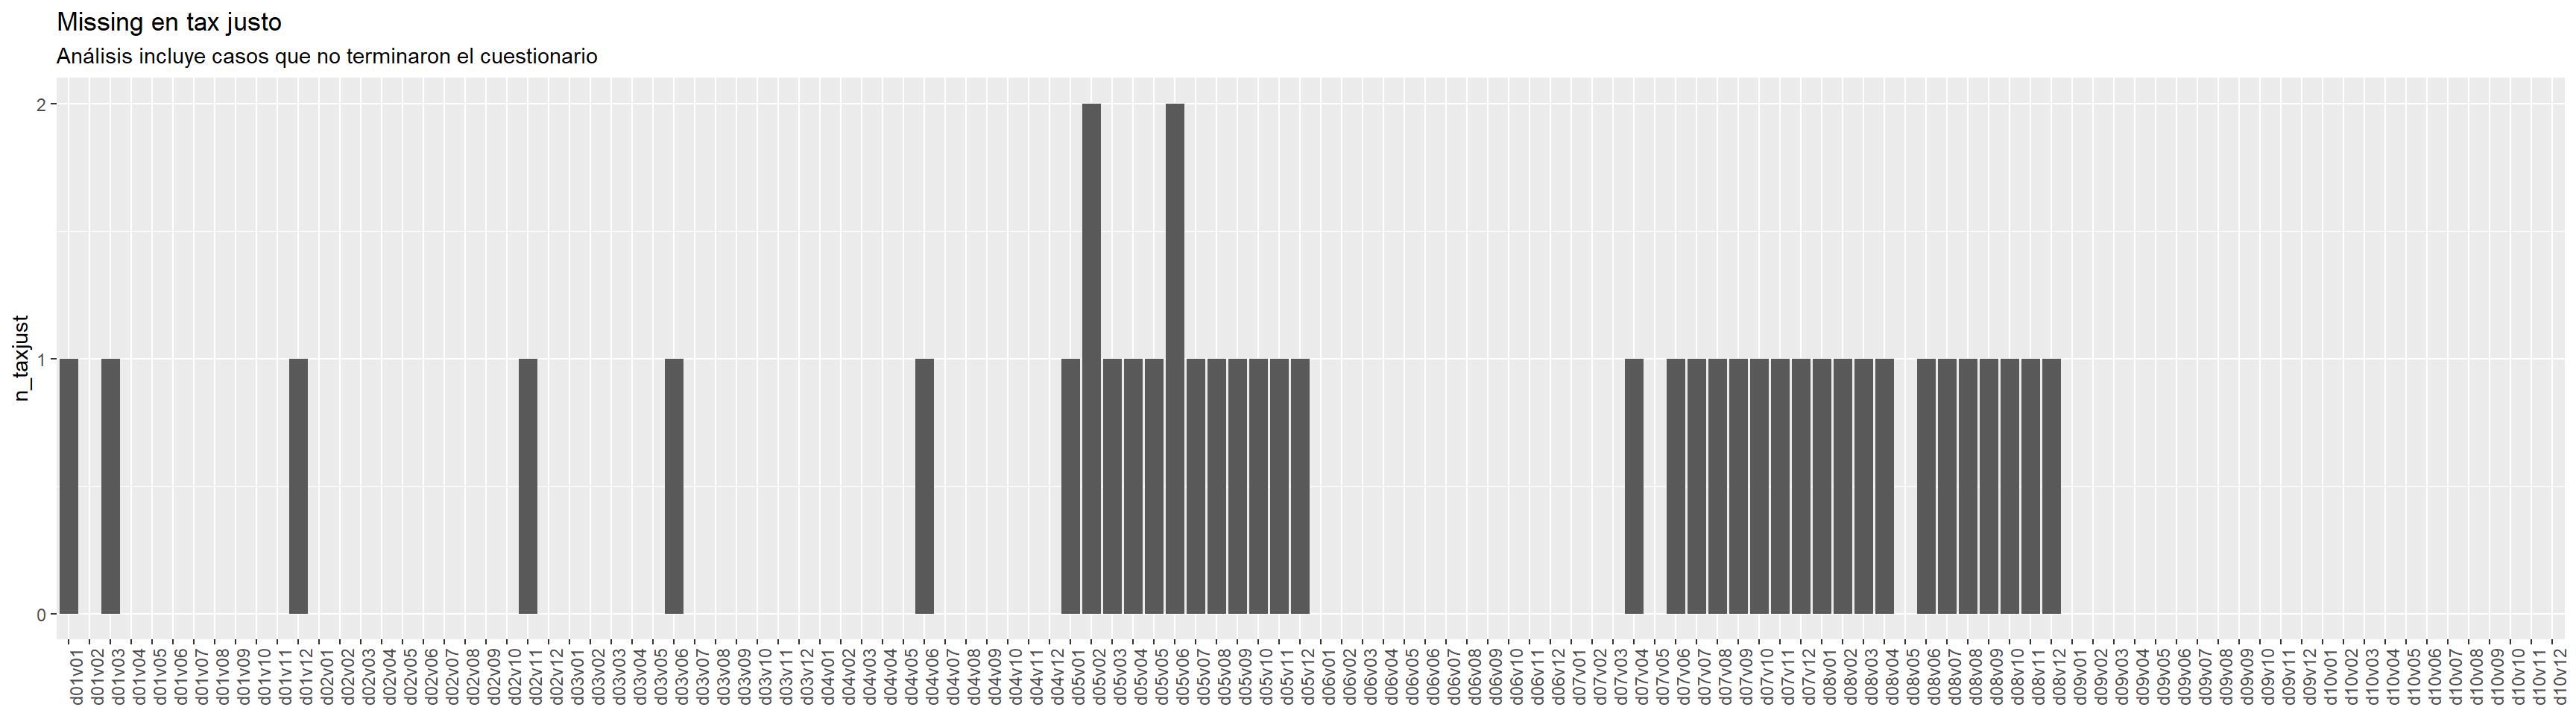 Missing en tax justo
Análisis incluye casos que no terminaron el cuestionario
n_taxjust
2
1
0
d01v01
d01v02
d01v03
d01v04
d01v05
d01v06
d01v07
d01v08
d01v09
d01v10
d01v11
d01v12
d02v01
d02v02
d02v03
d02v04
d02v05
d02v06
d02v07
d02v08
d02v09
d02v10
d02v11
d02v12
d03v01
d03v02
d03v03
d03v04
d03v05
d03v06
d03v07
d03v08
d03v09
d03v10
d03v11
d03v12
d04v01
d04v02
d04v03
d04v04
d04v05
d04v06
d04v07
d04v08
d04v09
d04v10
d04v11
d04v12
d05v01
d05v02
d05v03
d05v04
d05v05
d05v06
d05v07
d05v08
d05v09
d05v10
d05v11
d05v12
d06v01
d06v02
d06v03
d06v04
d06v05
d06v06
d06v07
d06v08
d06v09
d06v10
d06v11
d06v12
d07v01
d07v02
d07v03
d07v04
d07v05
d07v06
d07v07
d07v08
d07v09
d07v10
d07v11
d07v12
d08v01
d08v02
d08v03
d08v04
d08v05
d08v06
d08v07
d08v08
d08v09
d08v10
d08v11
d08v12
d09v01
d09v02
d09v03
d09v04
d09v05
d09v06
d09v07
d09v08
d09v09
d09v10
d09v11
d09v12
d10v01
d10v02
d10v03
d10v04
d10v05
d10v06
d10v07
d10v08
d10v09
d10v10
d10v11
d10v12